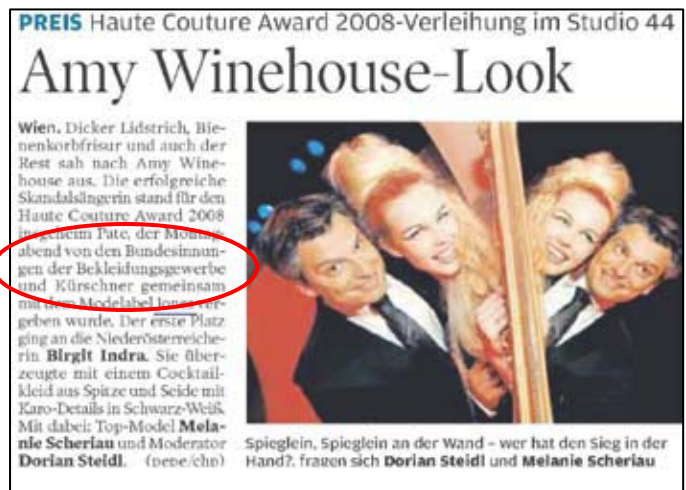 PREIS Haute Couture Award 2008-Verleihung im Studio 44
Amy Winehouse-Look
Wien. Dicker Lidstrich, Bie-
nenkorbfrisur und auch der
Rest sah nach Amy Wine-
house aus. Die erfolgreiche
Skandalsängerin stand für den
Haute Couture Award 2008
insgeheim Pate, der Montag-
abend von den Bundesinnun-
gen der Bekleidungsgewerbe
und Kürschner gemeinsam
mit dem Modelabel Jones ver-
geben wurde. Der erste Platz
ging an die Niederösterreiche-
rin Birgit Indra. Sie über-
zeugte mit einem Cocktail-
kleid aus Spitze und Seide mit
Karo-Details in Schwarz-Weiß.
Mit dabei: Top-Model Mela-
nie Scheriau und Moderator
Dorian Steidl. (pepe/chp)
Spieglein, Spieglein an der Wand – wer hat den Sieg in der
Hand?, fragen sich Dorian Steidl und Melanie Scheriau